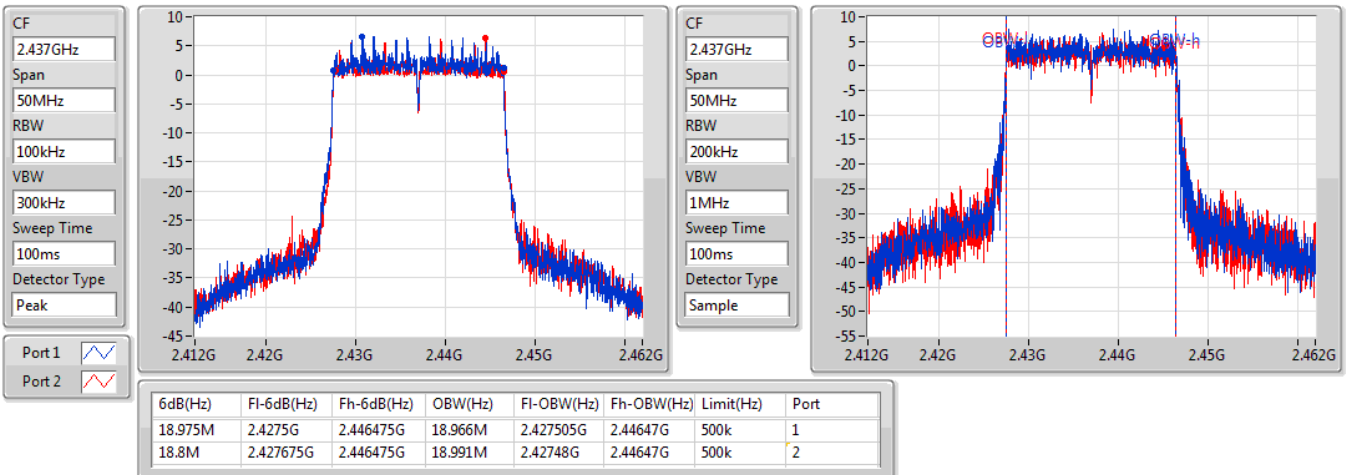 CF
2.437GHz
Span
50MHz
RBW
100kHz
VBW
300kHz
Sweep Time
100ms
Detector Type
Peak
10
5
0
-5
-10
-15
-20
-25
-30
-35
-40
-45
2.412G 2.42G 2.43G 2.44G 2.45G 2.462G
CF
2.437GHz
Span
50MHz
RBW
200kHz
VBW
1MHz
Sweep Time
100ms
Detector Type
Sample
10
5
0
-5
-10
-15
-20
-25
-30
-35
-40
-45
-50
-55
OBW-h
2.412G 2.42G 2.43G 2.44G 2.45G 2.462G
Port 1
Port 2
6dB(Hz) Fl-6dB(Hz) Fh-6dB(Hz) OBW(Hz) Fl-OBW(Hz) Fh-OBW(Hz) Limit(Hz) Port
18.975M 2.4275G 2.446475G 18.966M 2.427505G 2.44647G 500k 1
18.8M 2.427675G 2.446475G 18.991M 2.42748G 2.44647G 500k 2